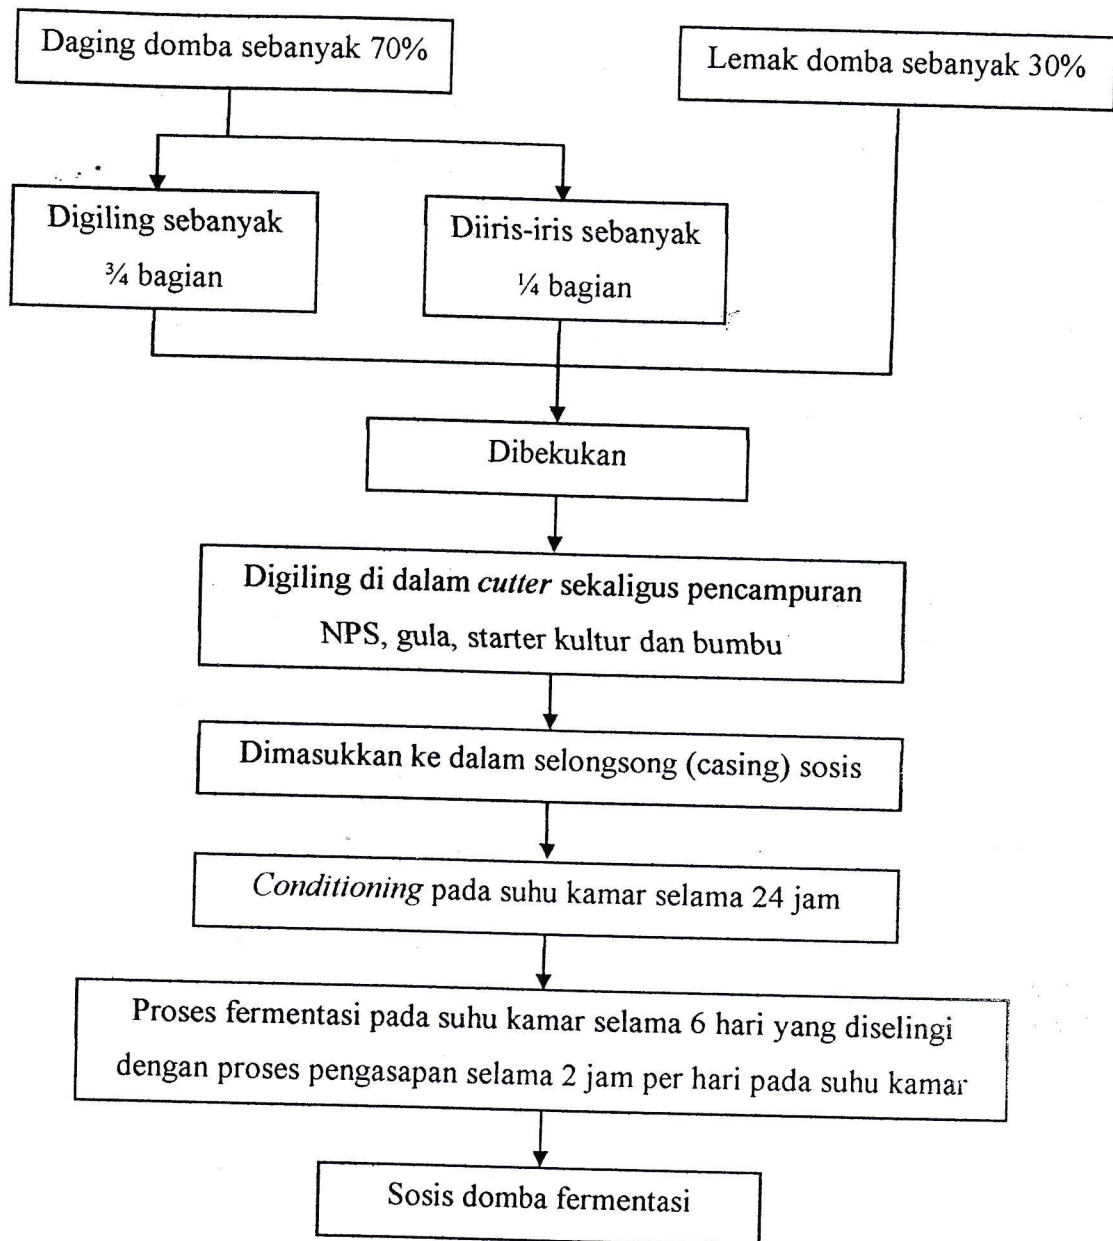 Daging domba sebanyak 70%
Lemak domba sebanyak 30%
Digiling sebanyak
¾ bagian
Diiris-iris sebanyak
¼ bagian
Dibekukan
Digiling di dalam cutter sekaligus pencampuran
NPS, gula, starter kultur dan bumbu
Dimasukkan ke dalam selongsong (casing) sosis
Conditioning pada suhu kamar selama 24 jam
Proses fermentasi pada suhu kamar selama 6 hari yang diselingi
dengan proses pengasapan selama 2 jam per hari pada suhu kamar
Sosis domba fermentasi